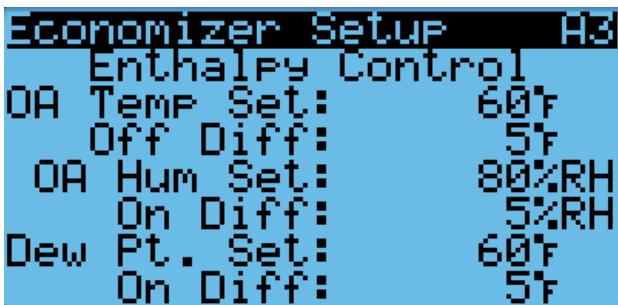 Economizer Setup A3
Enthalpy Control
OA Temp Set: 60°F
Off Diff: 5°F
OA Hum Set: 80%RH
On Diff: 5%RH
Dew Pt. Set: 60°F
On Diff: 5°F